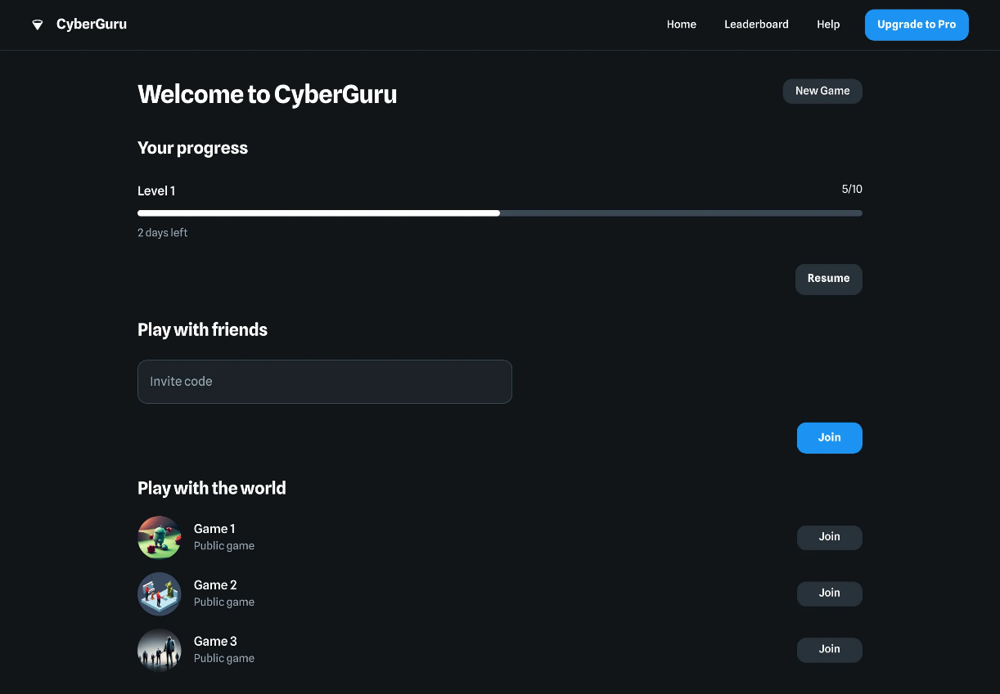 CyberGuru
Home
Leaderboard
Help
Upgrade to Pro
Welcome to CyberGuru
New Game
Your progress
Level 1
5/10
2 days left
Resume
Play with friends
Invite code
Join
Play with the world
Game 1
Public game
Join
Game 2
Public game
Join
Game 3
Public game
Join